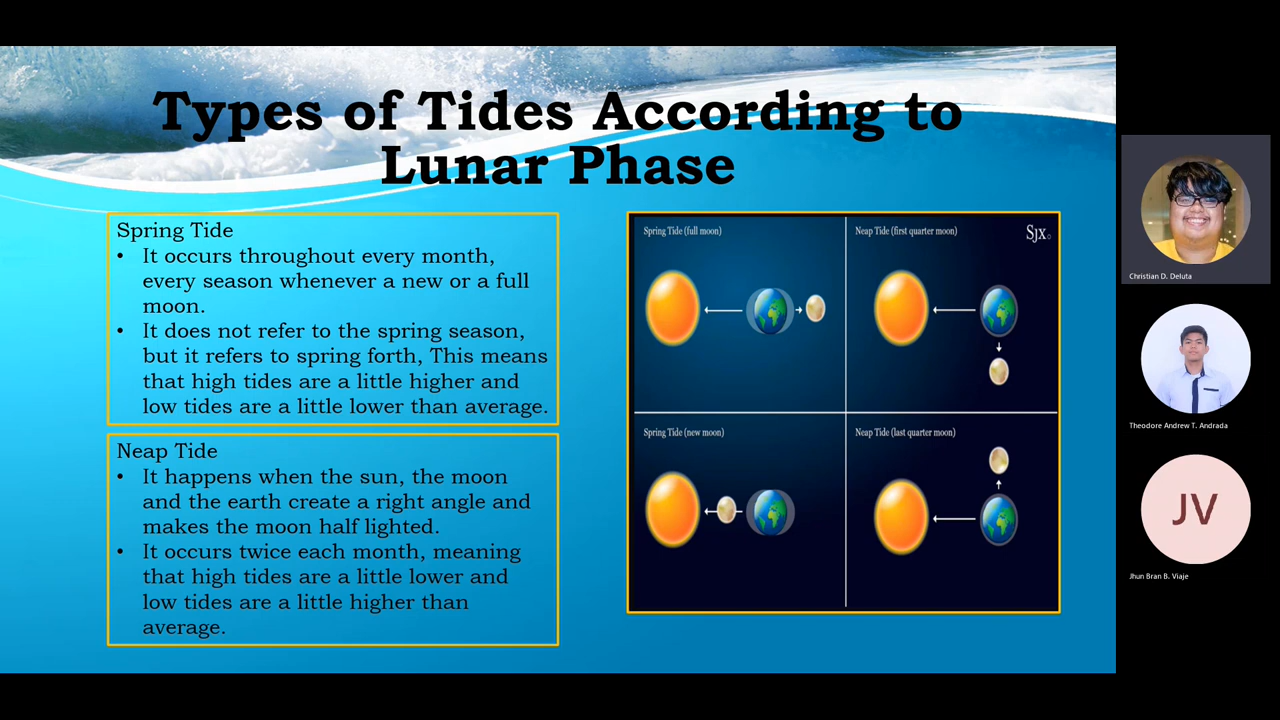 Types of Tides According to
Lunar Phase
Spring Tide
• It occurs throughout every month,
every season whenever a new or a full
moon.
• It does not refer to the spring season,
but it refers to spring forth, This means
that high tides are a little higher and
low tides are a little lower than average.
Neap Tide
• It happens when the sun, the moon
and the earth create a right angle and
makes the moon half lighted.
• It occurs twice each month, meaning
that high tides are a little lower and
low tides are a little higher than
average.
Spring Tide (full moon)
Neap Tide (first quarter moon)
Sjx.
Spring Tide (new moon)
Neap Tide (last quarter moon)
Christian D. Deluta
Theodore Andrew T. Andrada
JV
Jhun Bran B. Viaje